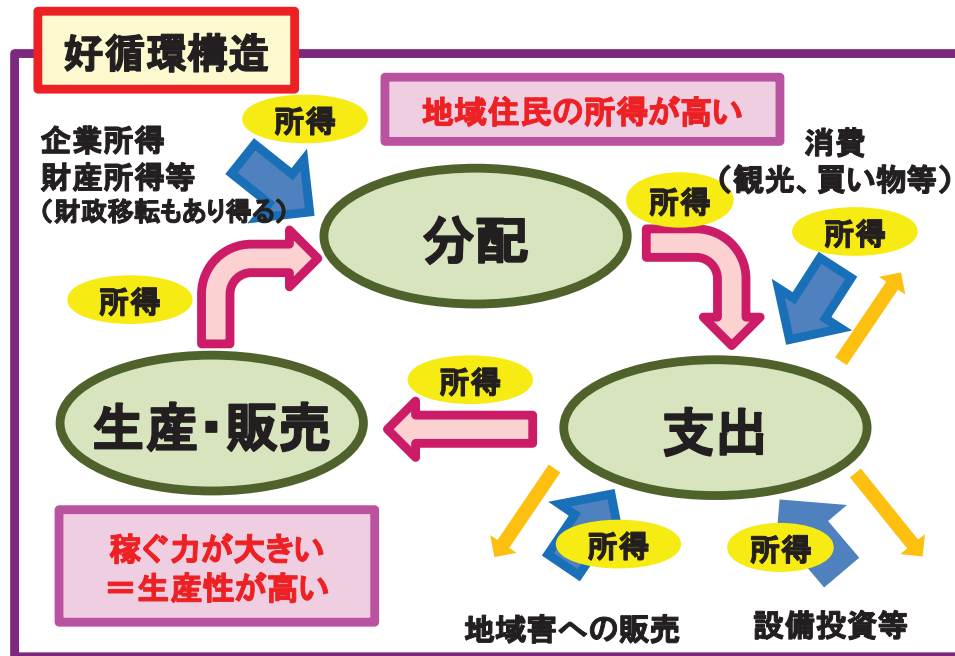 好循環構造
所得
地域住民の所得が高い
企業所得
財産所得等
（財政移転もあり得る）
消費
（観光、買い物等）
所得
分配
所得
所得
所得
生産・販売
支出
稼ぐ力が大きい
＝生産性が高い
所得
所得
地域害への販売
設備投資等